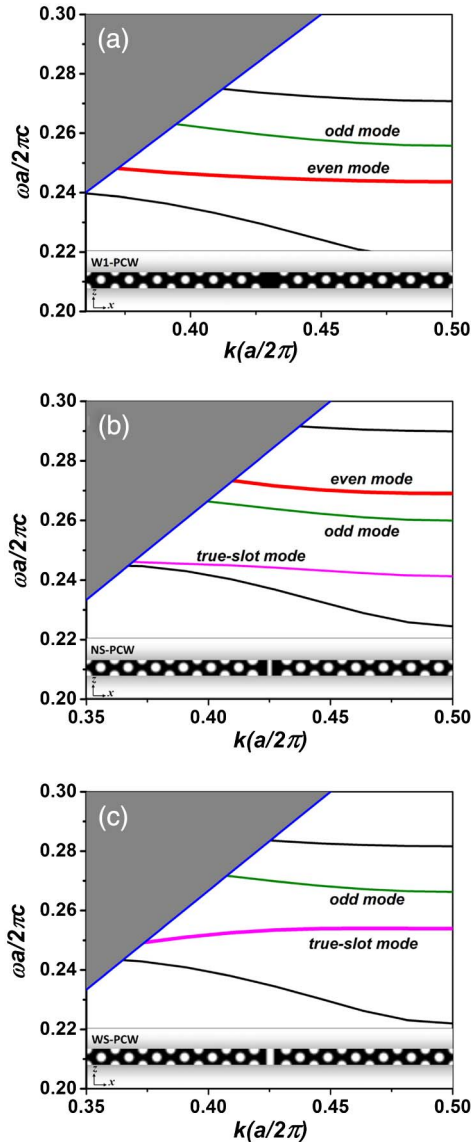 (a)
0.30
0.28
0.26
0.24
0.22
0.20
ωa/2πc
odd mode
even mode
W1-PCW
z
x
0.40 0.45 0.50
k(a/2π)
(b)
0.30
0.28
0.26
0.24
0.22
0.20
ωa/2πc
even mode
odd mode
true-slot mode
NS-PCW
z
x
0.35 0.40 0.45 0.50
k(a/2π)
(c)
0.30
0.28
0.26
0.24
0.22
0.20
ωa/2πc
odd mode
true-slot mode
WS-PCW
z
x
0.35 0.40 0.45 0.50
k(a/2π)